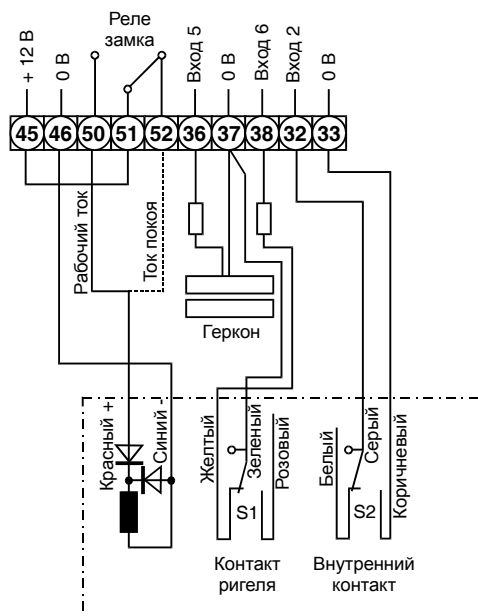 Реле
замка
+ 12 В
0 В
Вход 5
0 В
Вход 6
Вход 2
0 В
45 46 50 51 52 36 37 38 32 33
Рабочий ток
Ток покоя
Геркон
Красный +
Синий -
Желтый
Зеленый
Розовый
Белый
Серый
Коричневый
S1
S2
Контакт
ригеля
Внутренний
контакт